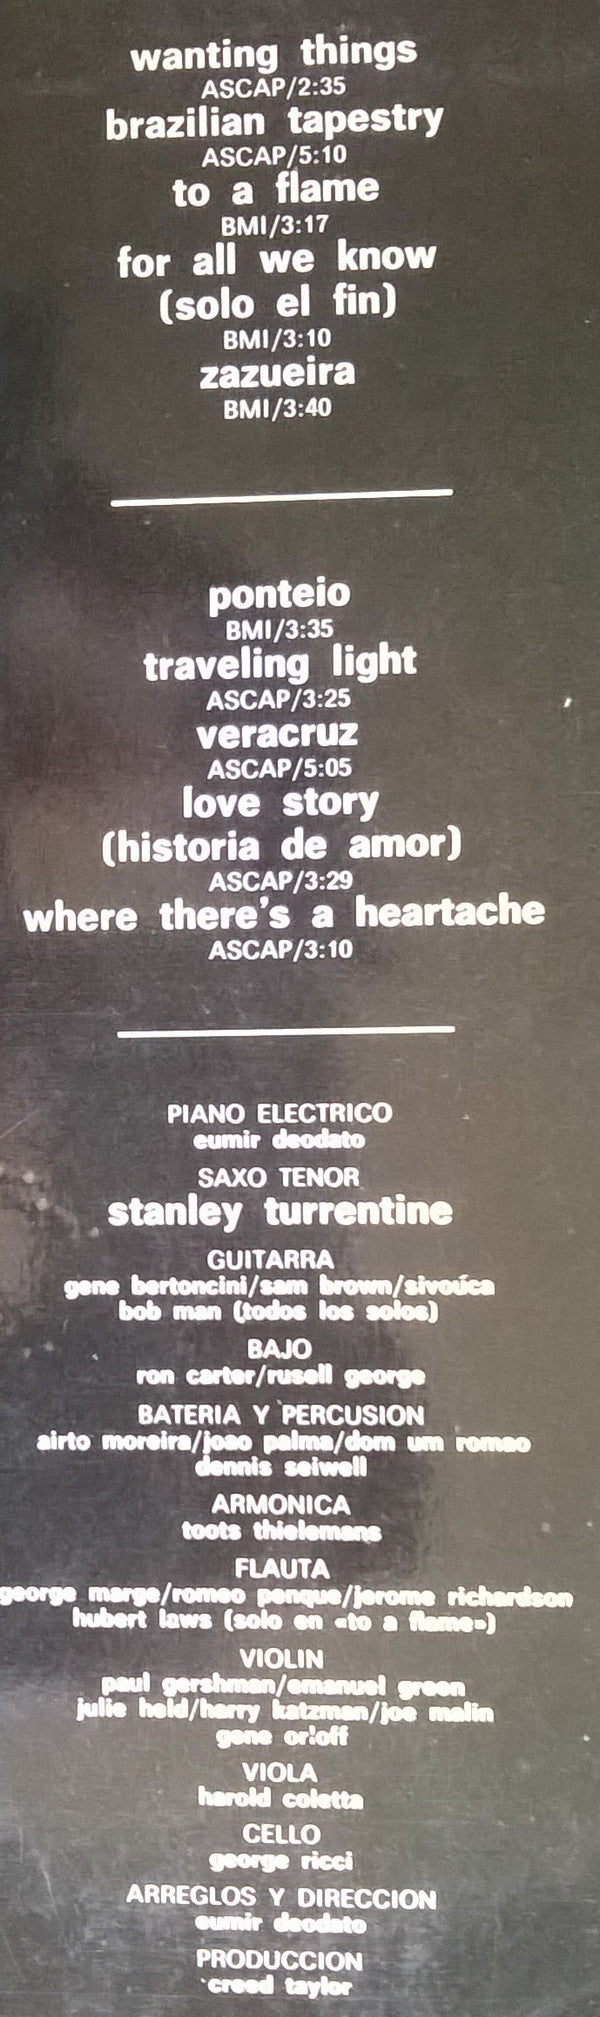 wanting things
ASCAP/2:35
brazilian tapestry
ASCAP/5:10
to a flame
BMI/3:17
for all we know
(solo el fin)
BMI/3:10
zazueira
BMI/3:40
ponteio
BMI/3:35
traveling light
ASCAP/3:25
veracruz
ASCAP/5:05
love story
(historia de amor)
ASCAP/3:29
where there's a heartache
ASCAP/3:10
PIANO ELECTRICO
eumir deodato
SAXO TENOR
stanley turrentine
GUITARRA
gene bertoncini/sam brown/sivoúca
bob man (todos los solos)
BAJO
ron carter/rusell george
BATERIA Y PERCUSION
airto moreira/joao palma/dom um romao
dennis seiwell
ARMONICA
toots thielemans
FLAUTA
george marge/romeo penque/jerome richardson
hubert laws (solo en «to a flame»)
VIOLIN
paul gershman/emanuel green
julie held/harry katzman/joe malin
gene orloff
VIOLA
harold coletta
CELLO
george ricci
ARREGLOS Y DIRECCION
eumir deodato
PRODUCCION
creed taylor